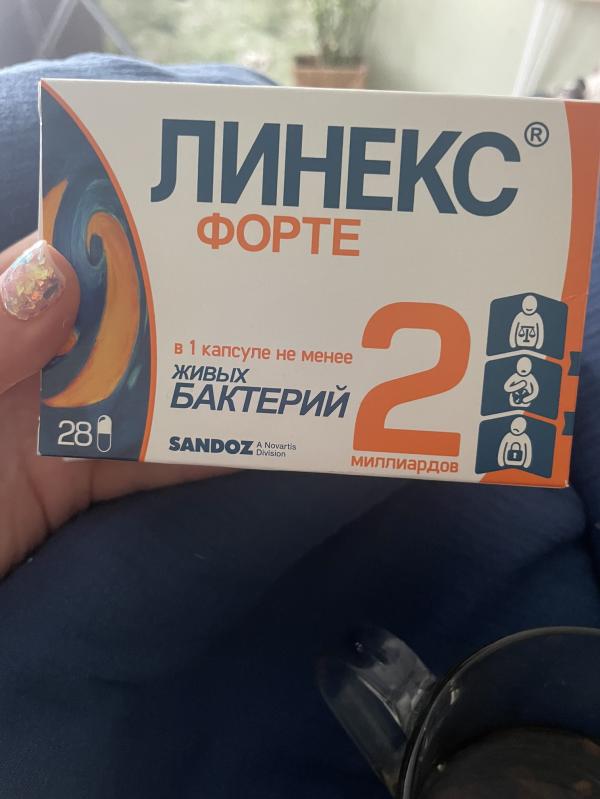 ЛИНЕКС®
ФОРТЕ
в 1 капсуле не менее
живых
БАКТЕРИЙ
2
миллиардов
28
SANDOZ A Novartis
Division